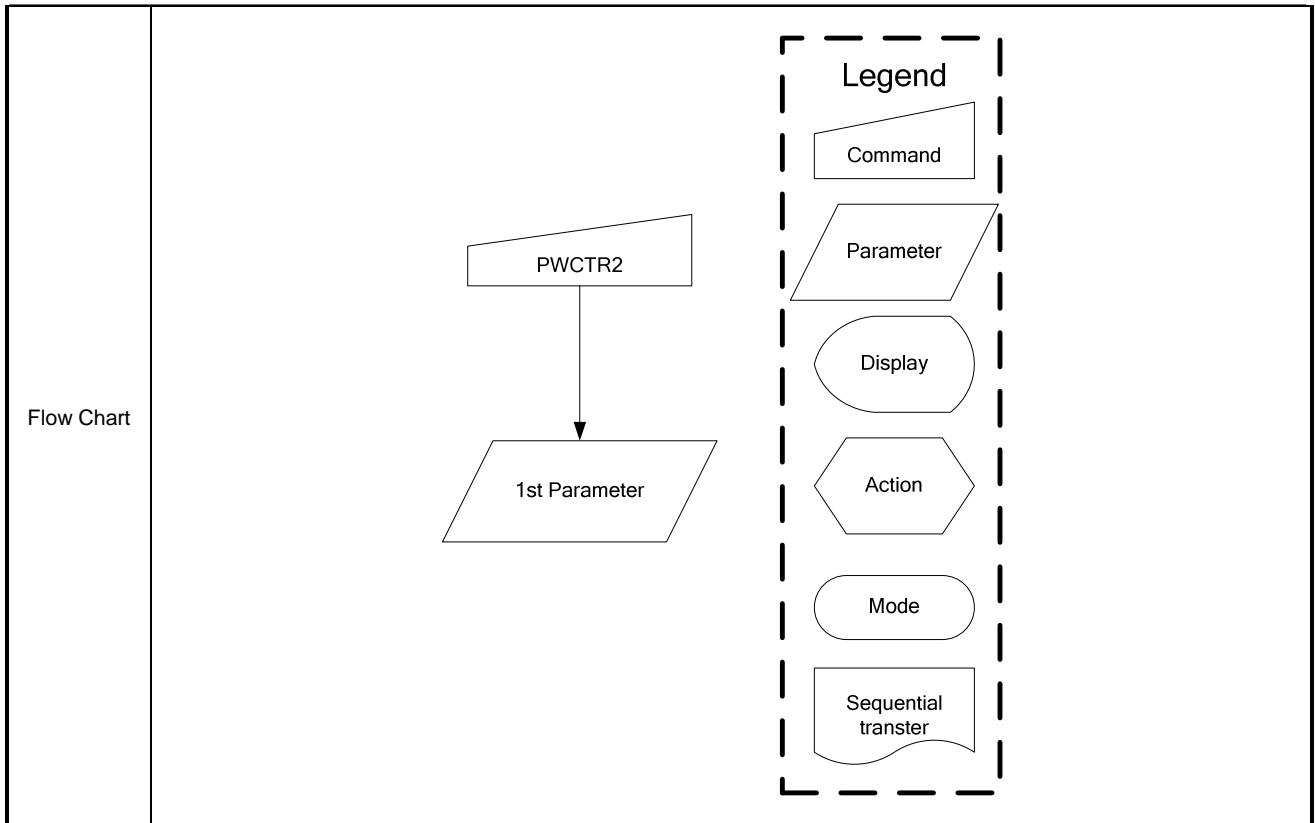 Flow Chart
PWCTR2
1st Parameter
Legend
Command
Parameter
Display
Action
Mode
Sequential
transter